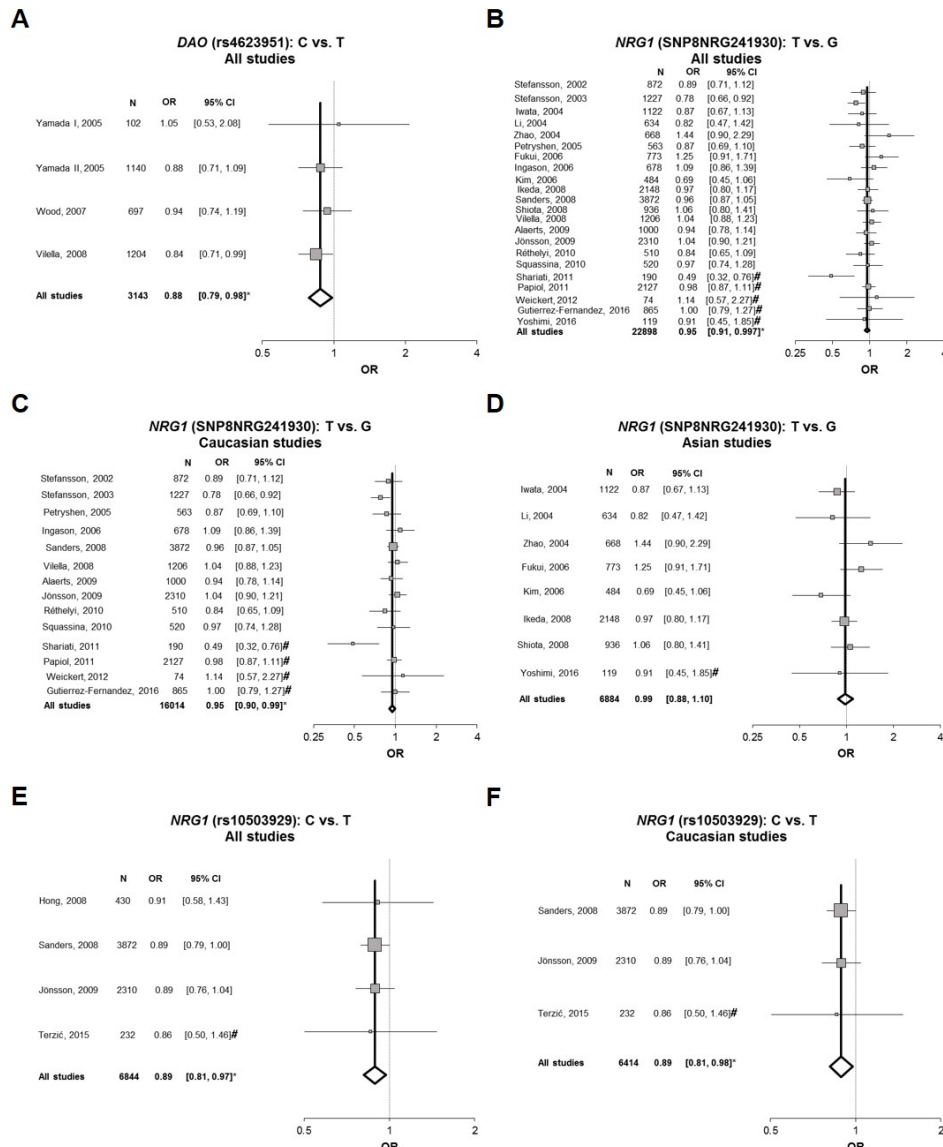 A
DAO (rs4623951): C vs. T
All studies
N OR 95% CI
Yamada I, 2005 102 1.05 [0.53, 2.08]
Yamada II, 2005 1140 0.88 [0.71, 1.09]
Wood, 2007 697 0.94 [0.74, 1.19]
Vilella, 2008 1204 0.84 [0.71, 0.99]
All studies 3143 0.88 [0.79, 0.98]*
0.5 1 2 4
OR
B
NRG1 (SNP8NRG241930): T vs. G
All studies
N OR 95% CI
Stefansson, 2002 872 0.89 [0.71, 1.12]
Stefansson, 2003 1227 0.78 [0.66, 0.92]
Iwata, 2004 1122 0.87 [0.67, 1.13]
Li, 2004 634 0.82 [0.47, 1.42]
Zhao, 2004 668 1.44 [0.90, 2.29]
Petryshen, 2005 563 0.87 [0.69, 1.10]
Fukui, 2006 773 1.25 [0.91, 1.71]
Ingason, 2006 678 1.09 [0.86, 1.39]
Kim, 2006 484 0.69 [0.45, 1.06]
Ikeda, 2008 2148 0.97 [0.80, 1.17]
Sanders, 2008 3872 0.96 [0.87, 1.05]
Shiota, 2008 936 1.06 [0.80, 1.41]
Vilella, 2008 1206 1.04 [0.88, 1.23]
Alaerts, 2009 1000 0.94 [0.78, 1.14]
Jönsson, 2009 2310 1.04 [0.90, 1.21]
Réthelyi, 2010 510 0.84 [0.65, 1.09]
Squassina, 2010 520 0.97 [0.74, 1.28]
Shariati, 2011 190 0.49 [0.32, 0.76]#
Papiol, 2011 2127 0.98 [0.87, 1.11]#
Weickert, 2012 74 1.14 [0.57, 2.27]#
Gutierrez-Fernandez, 2016 865 1.00 [0.79, 1.27]#
Yoshimi, 2016 119 0.91 [0.45, 1.85]#
All studies 22898 0.95 [0.91, 0.997]*
0.25 0.5 1 2 4
OR
C
NRG1 (SNP8NRG241930): T vs. G
Caucasian studies
N OR 95% CI
Stefansson, 2002 872 0.89 [0.71, 1.12]
Stefansson, 2003 1227 0.78 [0.66, 0.92]
Petryshen, 2005 563 0.87 [0.69, 1.10]
Ingason, 2006 678 1.09 [0.86, 1.39]
Sanders, 2008 3872 0.96 [0.87, 1.05]
Vilella, 2008 1206 1.04 [0.88, 1.23]
Alaerts, 2009 1000 0.94 [0.78, 1.14]
Jönsson, 2009 2310 1.04 [0.90, 1.21]
Réthelyi, 2010 510 0.84 [0.65, 1.09]
Squassina, 2010 520 0.97 [0.74, 1.28]
Shariati, 2011 190 0.49 [0.32, 0.76]#
Papiol, 2011 2127 0.98 [0.87, 1.11]#
Weickert, 2012 74 1.14 [0.57, 2.27]#
Gutierrez-Fernandez, 2016 865 1.00 [0.79, 1.27]#
All studies 16014 0.95 [0.90, 0.99]*
0.25 0.5 1 2 4
OR
D
NRG1 (SNP8NRG241930): T vs. G
Asian studies
N OR 95% CI
Iwata, 2004 1122 0.87 [0.67, 1.13]
Li, 2004 634 0.82 [0.47, 1.42]
Zhao, 2004 668 1.44 [0.90, 2.29]
Fukui, 2006 773 1.25 [0.91, 1.71]
Kim, 2006 484 0.69 [0.45, 1.06]
Ikeda, 2008 2148 0.97 [0.80, 1.17]
Shiota, 2008 936 1.06 [0.80, 1.41]
Yoshimi, 2016 119 0.91 [0.45, 1.85]#
All studies 6884 0.99 [0.88, 1.10]
0.25 0.5 1 2 4
OR
E
NRG1 (rs10503929): C vs. T
All studies
N OR 95% CI
Hong, 2008 430 0.91 [0.58, 1.43]
Sanders, 2008 3872 0.89 [0.79, 1.00]
Jönsson, 2009 2310 0.89 [0.76, 1.04]
Terzić, 2015 232 0.86 [0.50, 1.46]#
All studies 6844 0.89 [0.81, 0.97]*
0.5 1 2
OR
F
NRG1 (rs10503929): C vs. T
Caucasian studies
N OR 95% CI
Sanders, 2008 3872 0.89 [0.79, 1.00]
Jönsson, 2009 2310 0.89 [0.76, 1.04]
Terzić, 2015 232 0.86 [0.50, 1.46]#
All studies 6414 0.89 [0.81, 0.98]*
0.5 1 2
OR